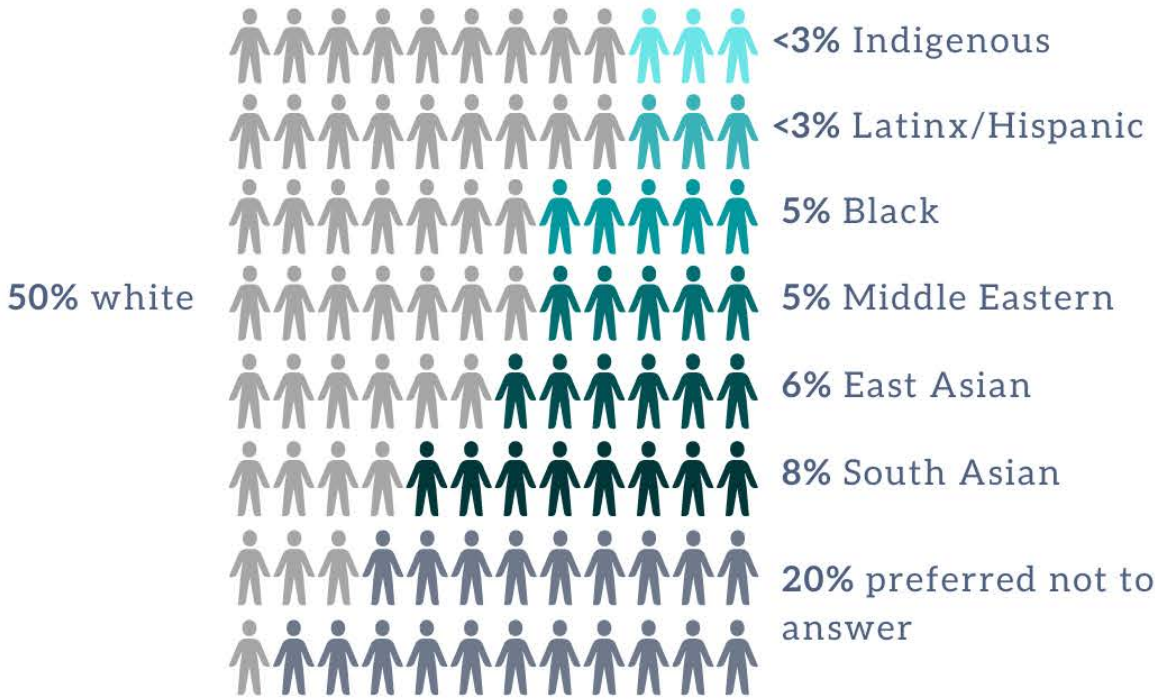 <3% Indigenous
<3% Latinx/Hispanic
5% Black
50% white
5% Middle Eastern
6% East Asian
8% South Asian
20% preferred not to
answer